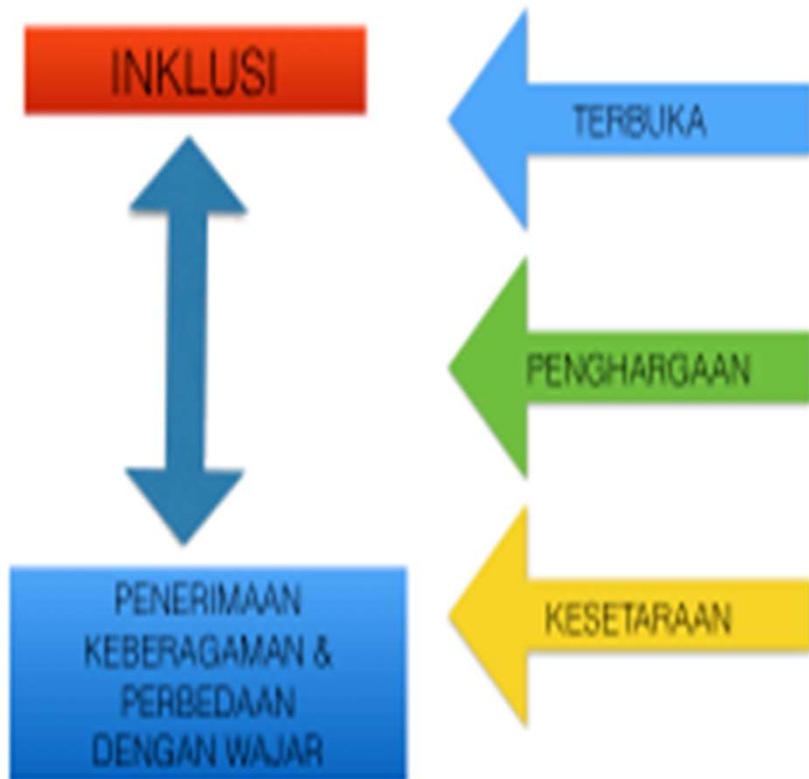 INKLUSI
TERBUKA
PENGHARGAAN
KESETARAAN
PENERIMAAN
KEBERAGAMAN &
PERBEDAAN
DENGAN WAJAR